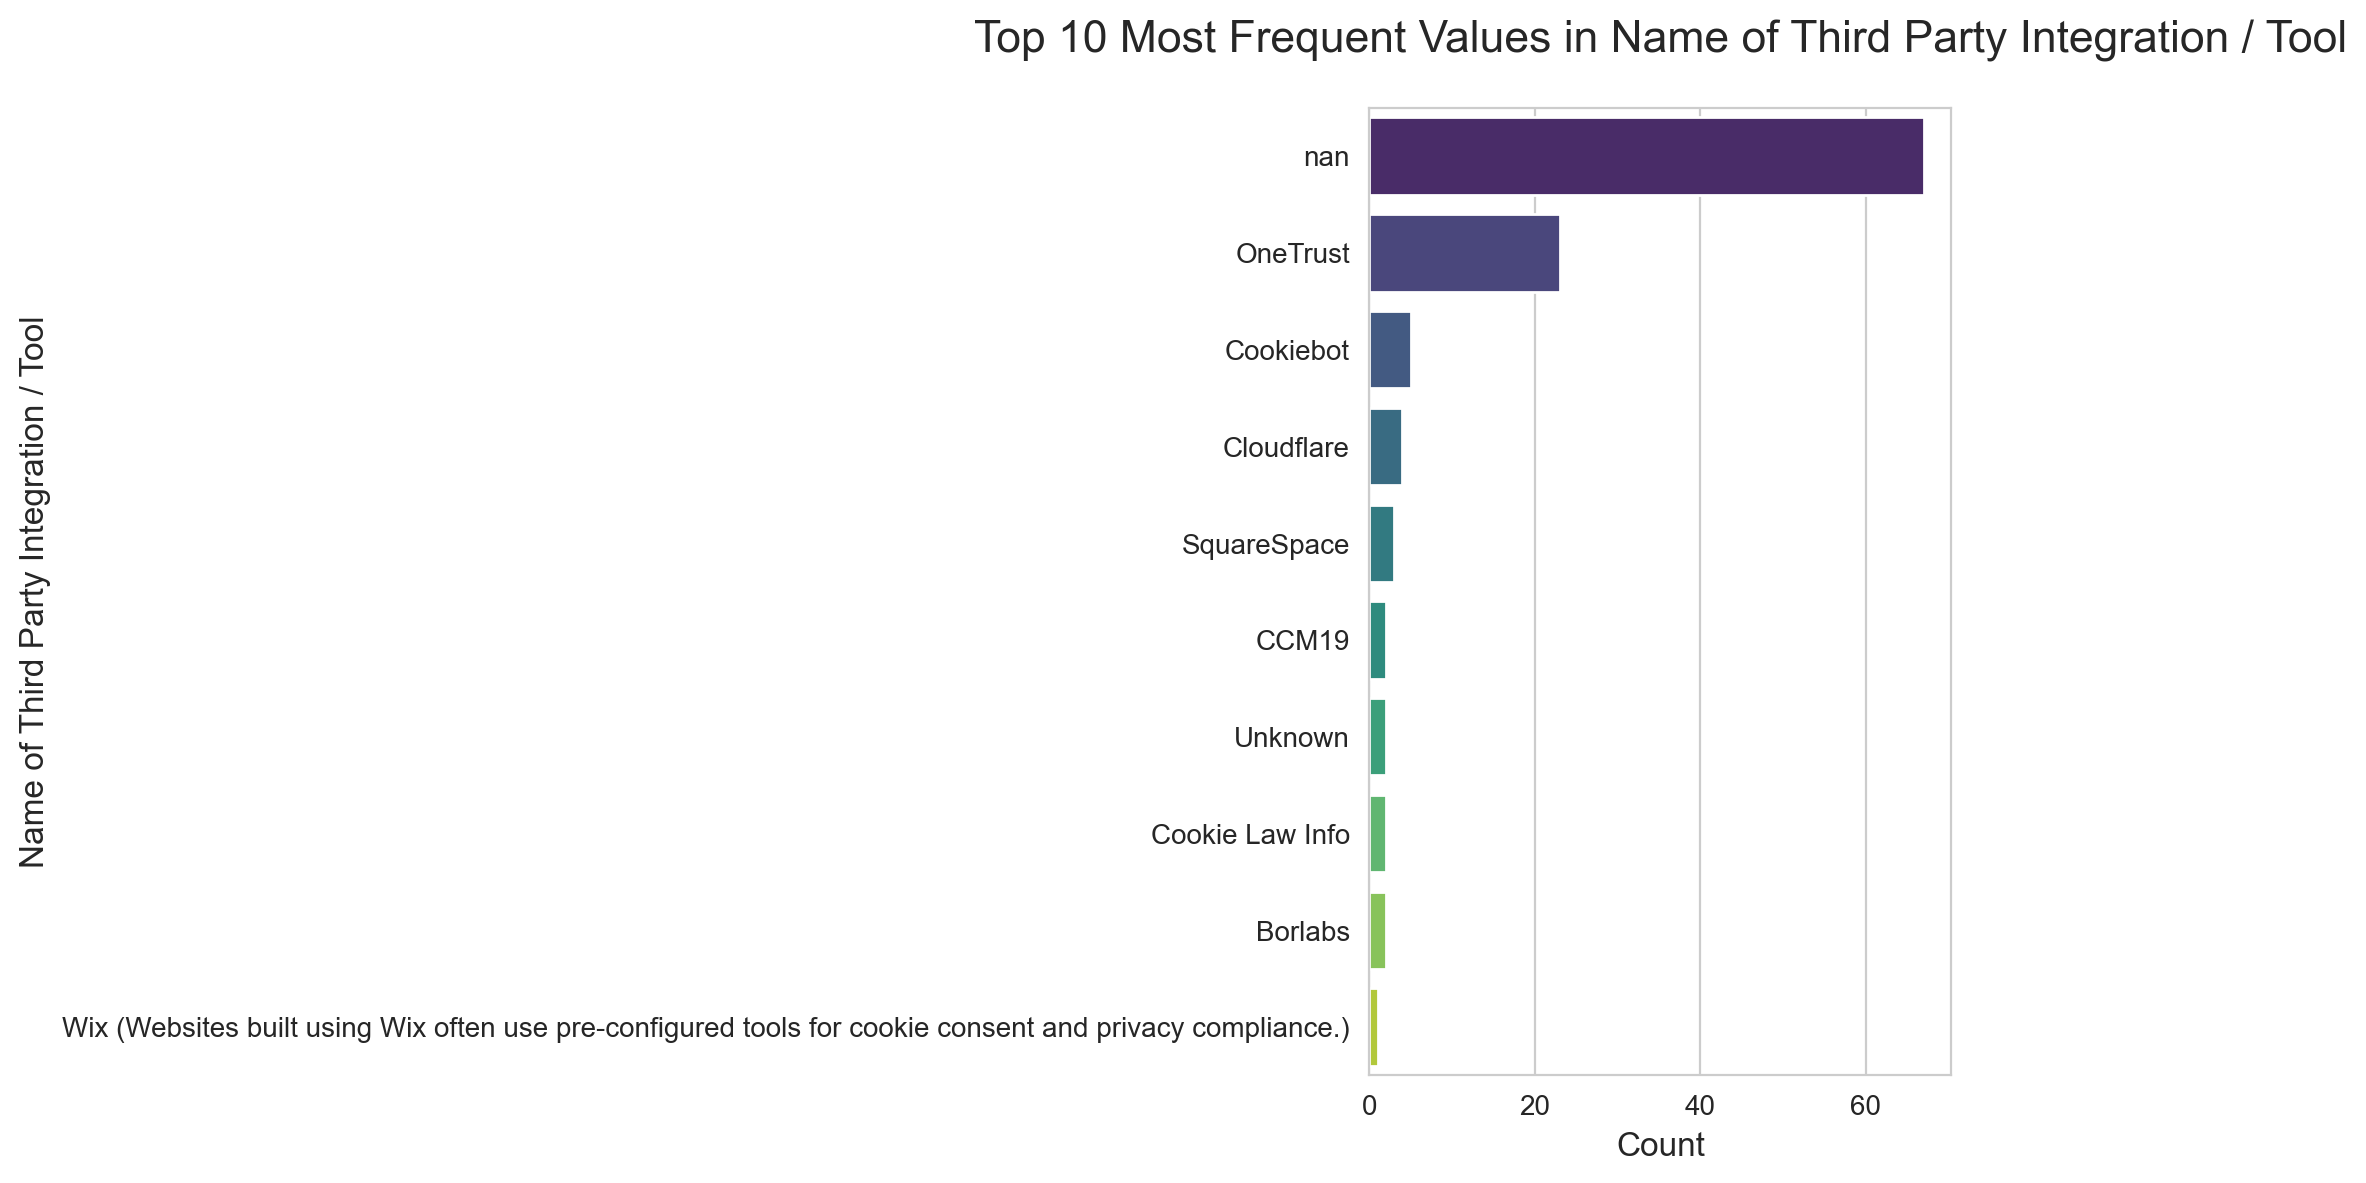 Top 10 Most Frequent Values in Name of Third Party Integration / Tool
Name of Third Party Integration / Tool
nan
OneTrust
Cookiebot
Cloudflare
SquareSpace
CCM19
Unknown
Cookie Law Info
Borlabs
Wix (Websites built using Wix often use pre-configured tools for cookie consent and privacy compliance.)
0 20 40 60
Count